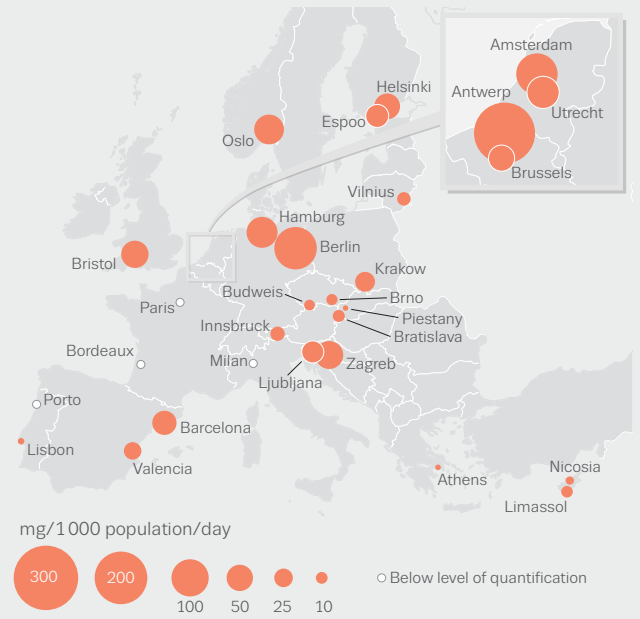 Amsterdam
Helsinki
Antwerp
Espoo
Utrecht
Oslo
Brussels
Vilnius
Hamburg
Berlin
Bristol
Krakow
Budweis
Brno
Paris
Piestany
Innsbruck
Bratislava
Bordeaux
Milan
Zagreb
Ljubljana
Porto
Barcelona
Lisbon
Valencia
Nicosia
Athens
Limassol
mg/1000 population/day
300
200
100
50
25
10
Below level of quantification